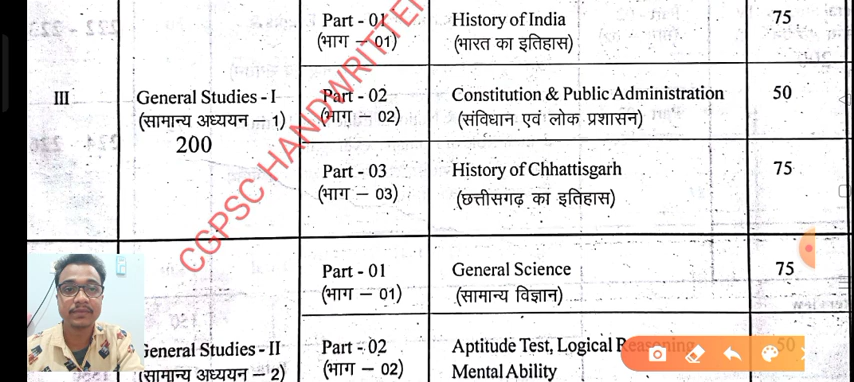 Part - 01
(भाग – 01)
History of India
(भारत का इतिहास)
75
III
General Studies - I
(सामान्य अध्ययन – 1)
200
Part - 02
(भाग – 02)
Constitution & Public Administration
(संविधान एवं लोक प्रशासन)
50
Part - 03
(भाग – 03)
History of Chhattisgarh
(छत्तीसगढ़ का इतिहास)
75
CGPSC HANDWRITTEN
General Studies - II
(सामान्य अध्ययन – 2)
Part - 01
(भाग – 01)
General Science
(सामान्य विज्ञान)
75
Part - 02
(भाग – 02)
Aptitude Test, Logical Reasoning
Mental Ability
50